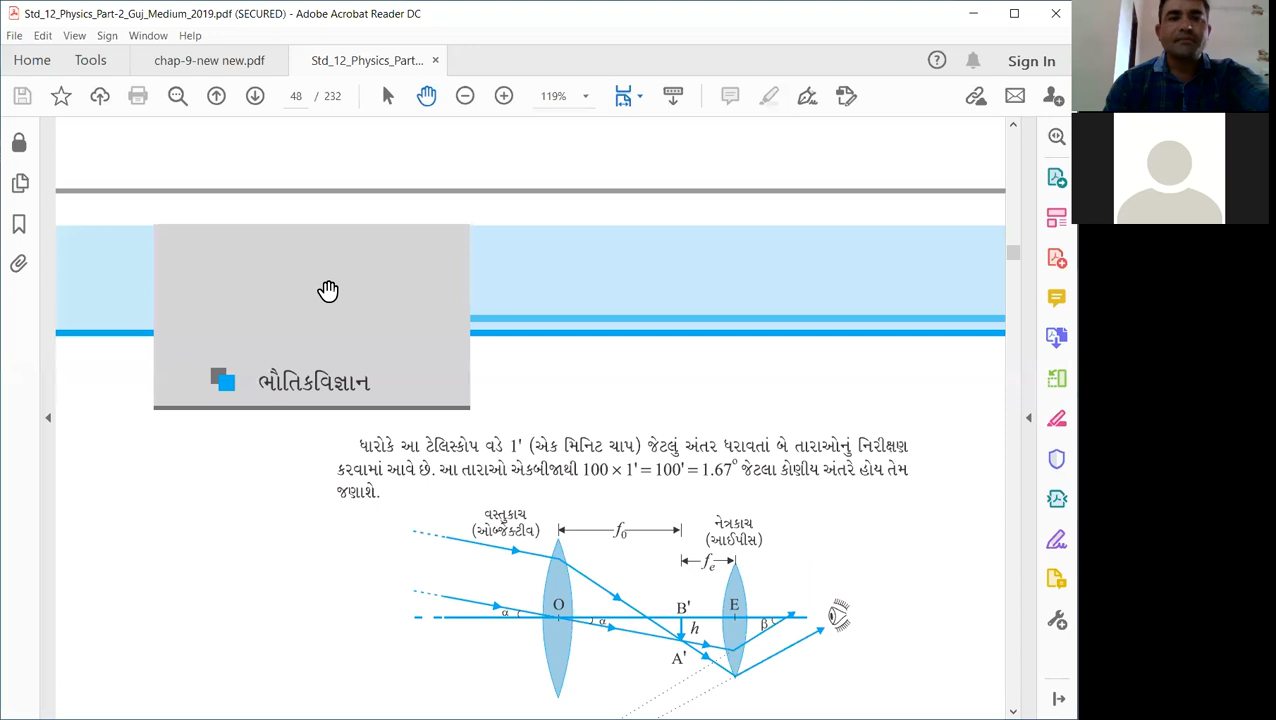 Std_12_Physics_Part-2_Guj_Medium_2019.pdf (SECURED) - Adobe Acrobat Reader DC
File Edit View Sign Window Help
Home Tools chap-9-new new.pdf Std_12_Physics_Part... × Sign In
48 / 232 119%
ભૌતિકવિજ્ઞાન
ધારોકે આ ટેલિસ્કોપ વડે 1' (એક મિનિટ ચાપ) જેટલું અંતર ધરાવતાં બે તારાઓનું નિરીક્ષણ
કરવામાં આવે છે. આ તારાઓ એકબીજાથી 100 × 1' = 100' = 1.67° જેટલા કોણીય અંતરે હોય તેમ
જણાશે.
વસ્તુકાચ
(ઓબ્જેક્ટીવ)
f₀
નેત્રકાચ
(આઈપીસ)
fₑ
O B' E
α α h β
A'